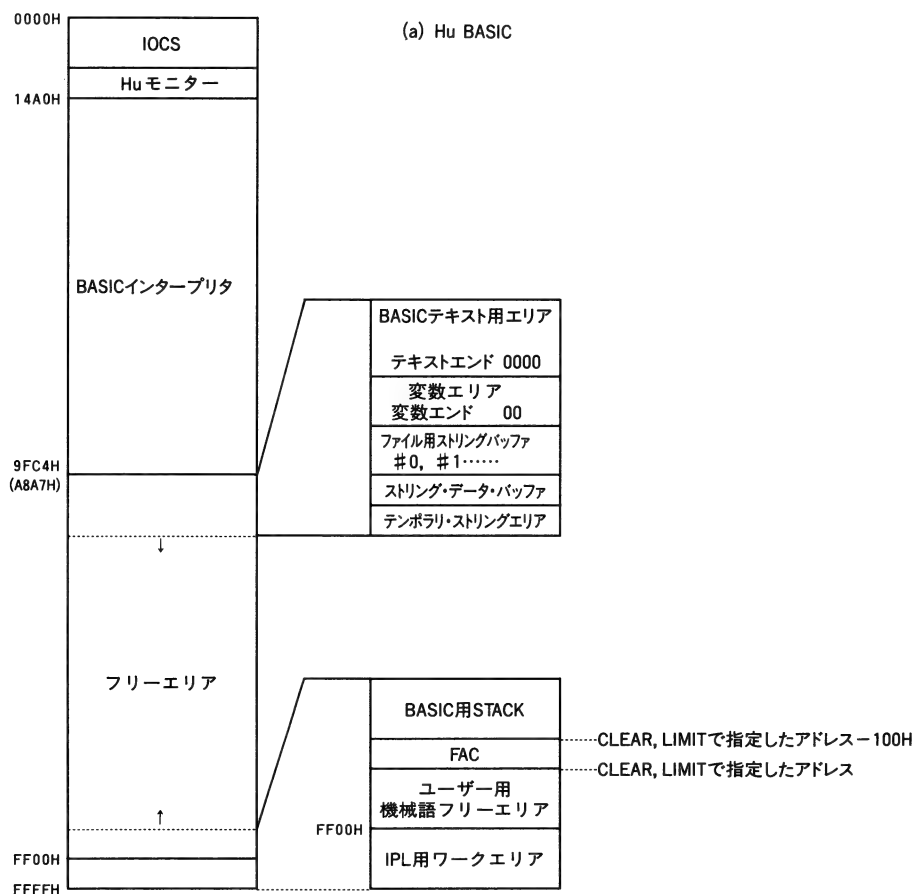 (a) Hu BASIC
0000H
IOCS
Huモニター
14A0H
BASICインタープリタ
9FC4H
(A8A7H)
↓
フリーエリア
↑
FF00H
FFFFH
BASICテキスト用エリア
テキストエンド 0000
変数エリア
変数エンド 00
ファイル用ストリングバッファ
#0, #1……
ストリング・データ・バッファ
テンポラリ・ストリングエリア
BASIC用STACK
CLEAR, LIMITで指定したアドレス－100H
FAC
CLEAR, LIMITで指定したアドレス
ユーザー用
機械語フリーエリア
FF00H
IPL用ワークエリア